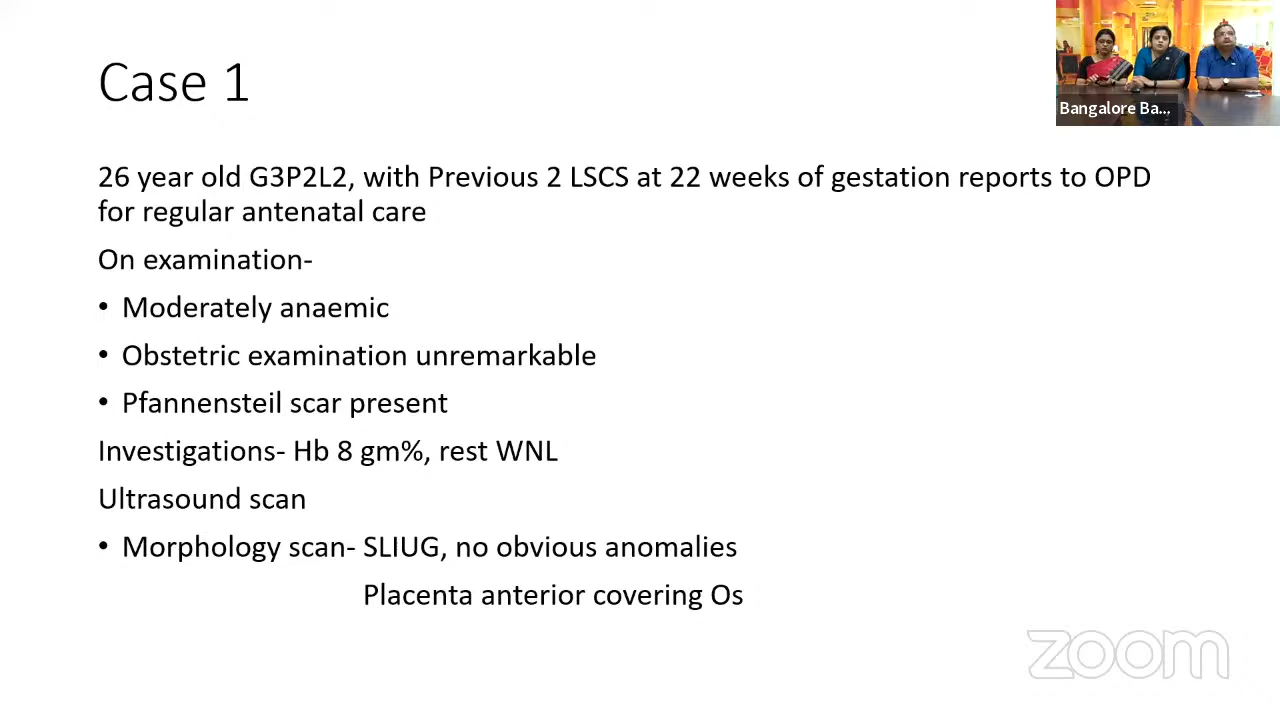 Case 1
Bangalore Ba...
26 year old G3P2L2, with Previous 2 LSCS at 22 weeks of gestation reports to OPD
for regular antenatal care
On examination-
• Moderately anaemic
• Obstetric examination unremarkable
• Pfannensteil scar present
Investigations- Hb 8 gm%, rest WNL
Ultrasound scan
• Morphology scan- SLIUG, no obvious anomalies
Placenta anterior covering Os
zoom